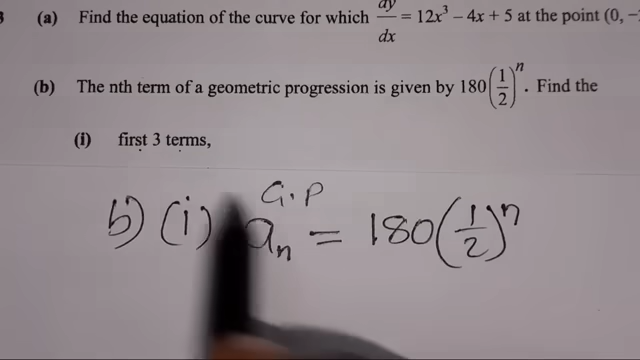 (a) Find the equation of the curve for which dy/dx = 12x³ – 4x + 5 at the point (0,
(b) The nth term of a geometric progression is given by 180(1/2)ⁿ. Find the
(i) first 3 terms,
G.P
b) (i) aₙ = 180(1/2)ⁿ